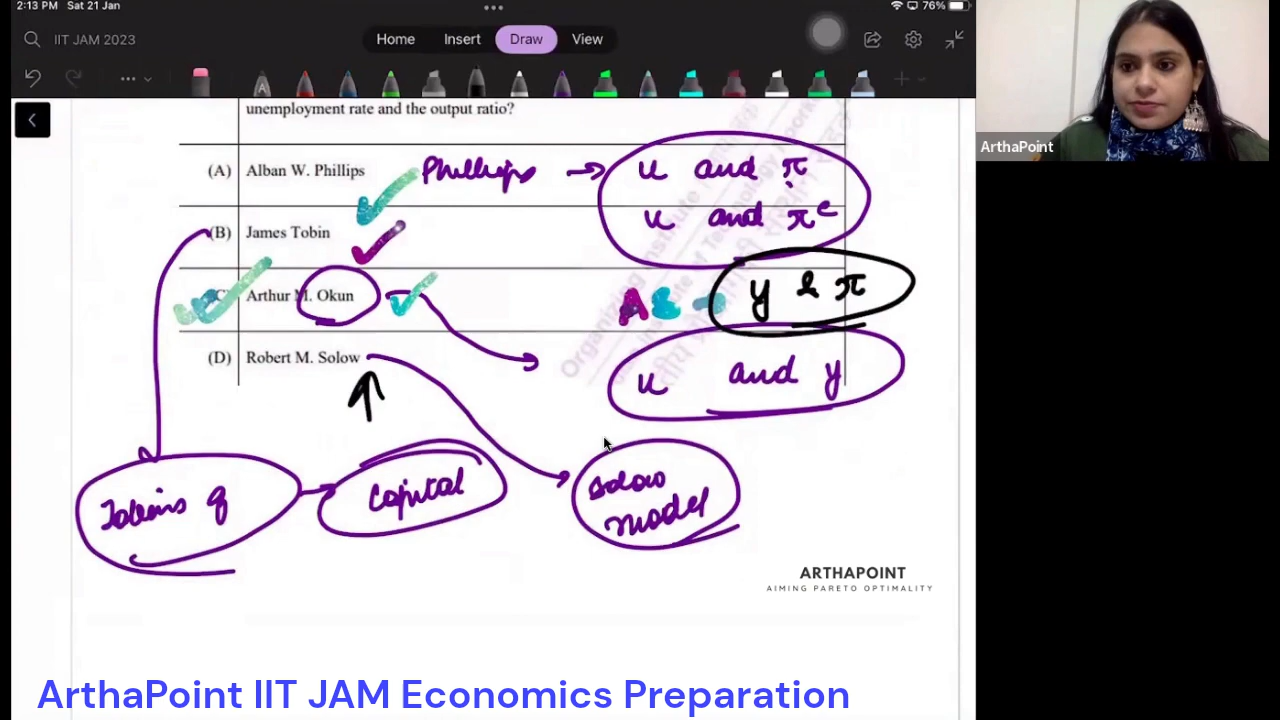 2:13 PM Sat 21 Jan
76%
IIT JAM 2023
Home Insert Draw View
A
unemployment rate and the output ratio?
(A) Alban W. Phillips
Phillips → u and π
u and πᵉ
(B) James Tobin
(C) Arthur M. Okun
AS → y & π
(D) Robert M. Solow
u and y
Tobins q
Capital
solow
model
ARTHAPOINT
AIMING PARETO OPTIMALITY
ArthaPoint
ArthaPoint IIT JAM Economics Preparation